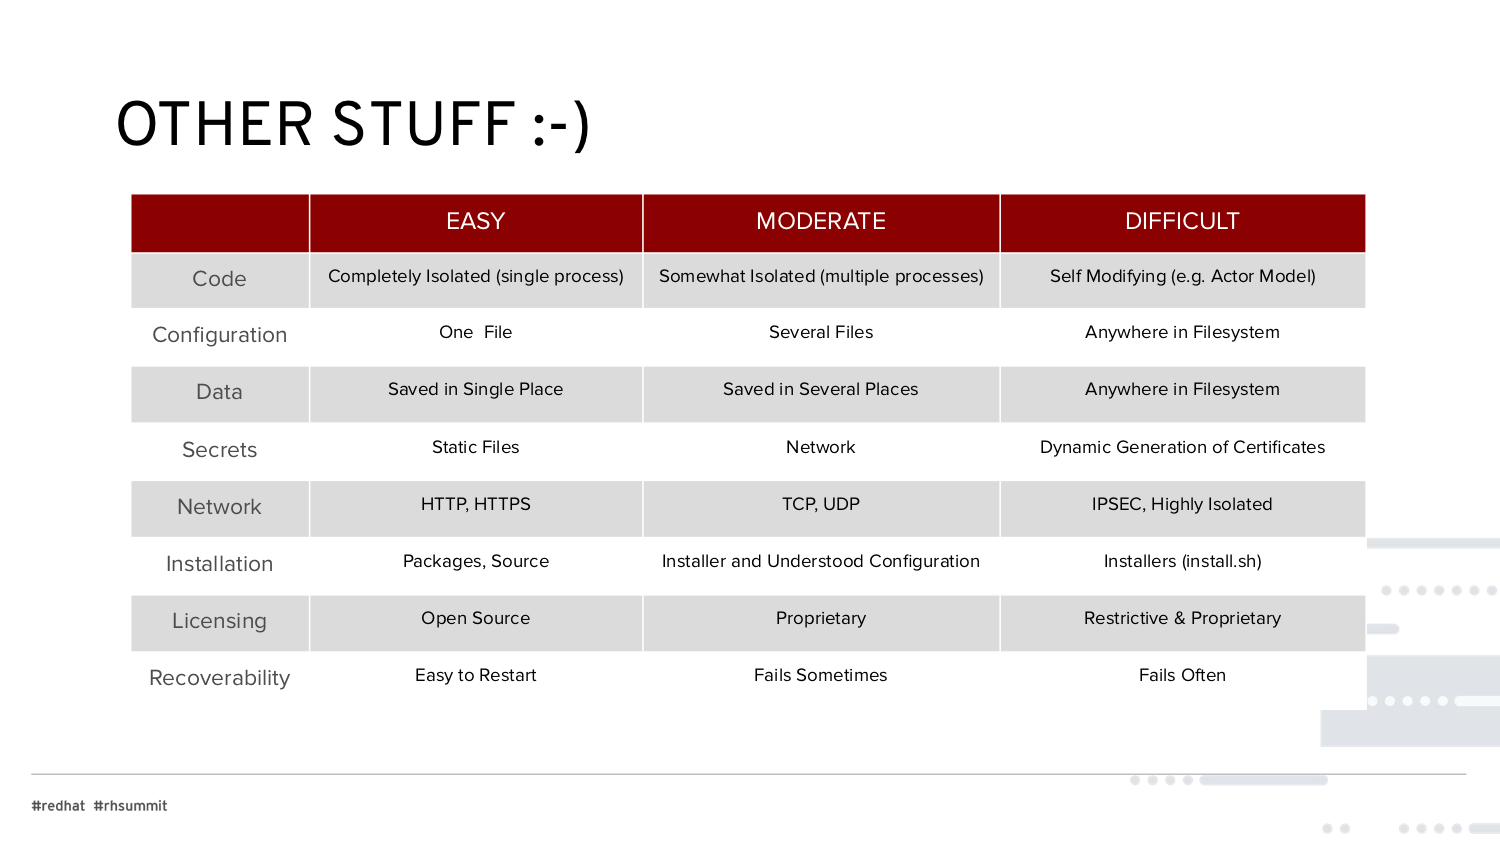 OTHER STUFF :-)
EASY MODERATE DIFFICULT
Code Completely Isolated (single process) Somewhat Isolated (multiple processes) Self Modifying (e.g. Actor Model)
Configuration One File Several Files Anywhere in Filesystem
Data Saved in Single Place Saved in Several Places Anywhere in Filesystem
Secrets Static Files Network Dynamic Generation of Certificates
Network HTTP, HTTPS TCP, UDP IPSEC, Highly Isolated
Installation Packages, Source Installer and Understood Configuration Installers (install.sh)
Licensing Open Source Proprietary Restrictive & Proprietary
Recoverability Easy to Restart Fails Sometimes Fails Often
#redhat #rhsummit